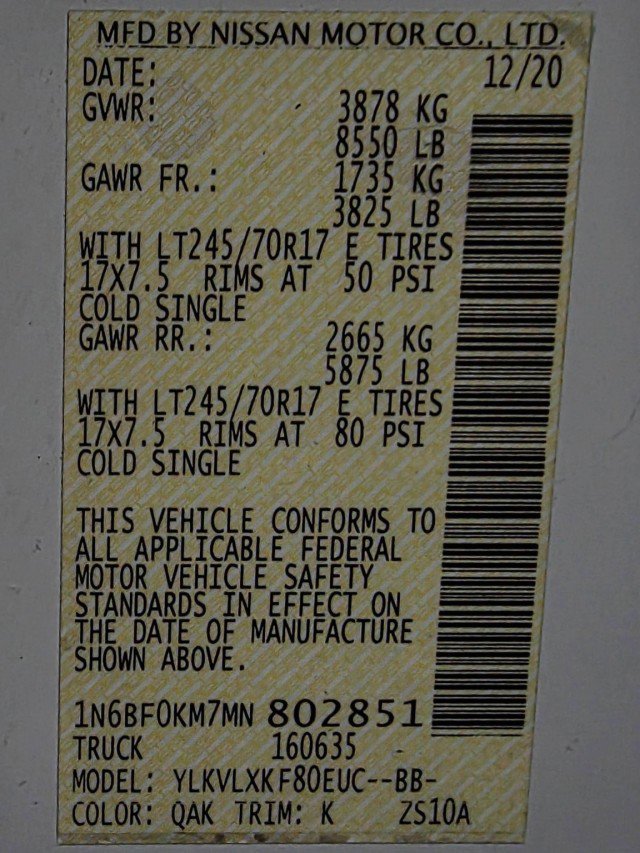 MFD BY NISSAN MOTOR CO., LTD.
DATE: 12/20
GVWR: 3878 KG
8550 LB
GAWR FR.: 1735 KG
3825 LB
WITH LT245/70R17 E TIRES
17X7.5 RIMS AT 50 PSI
COLD SINGLE
GAWR RR.: 2665 KG
5875 LB
WITH LT245/70R17 E TIRES
17X7.5 RIMS AT 80 PSI
COLD SINGLE
THIS VEHICLE CONFORMS TO
ALL APPLICABLE FEDERAL
MOTOR VEHICLE SAFETY
STANDARDS IN EFFECT ON
THE DATE OF MANUFACTURE
SHOWN ABOVE.
1N6BF0KM7MN 802851
TRUCK 160635 -
MODEL: YLKVLXKF80EUC--BB-
COLOR: QAK TRIM: K ZS10A